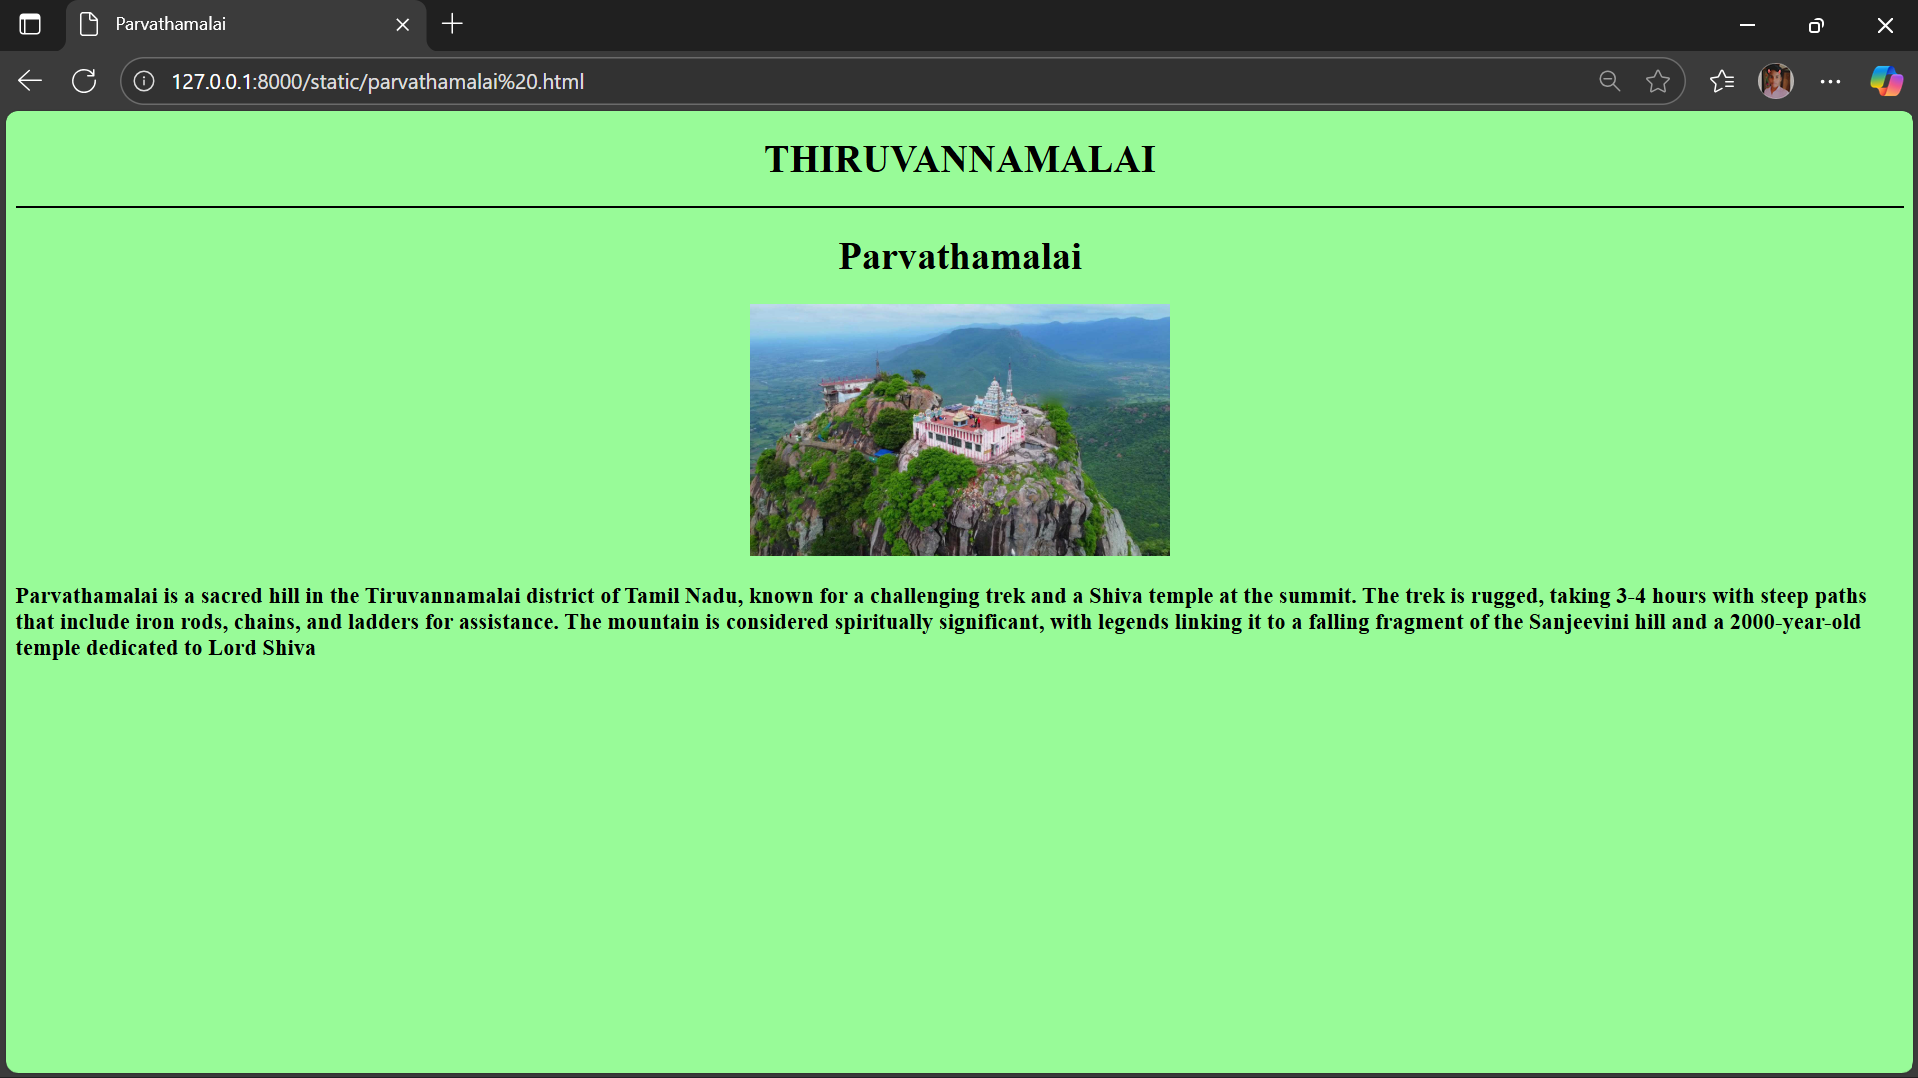 Parvathamalai
127.0.0.1:8000/static/parvathamalai%20.html
THIRUVANNAMALAI
Parvathamalai
Parvathamalai is a sacred hill in the Tiruvannamalai district of Tamil Nadu, known for a challenging trek and a Shiva temple at the summit. The trek is rugged, taking 3-4 hours with steep paths
that include iron rods, chains, and ladders for assistance. The mountain is considered spiritually significant, with legends linking it to a falling fragment of the Sanjeevini hill and a 2000-year-old
temple dedicated to Lord Shiva